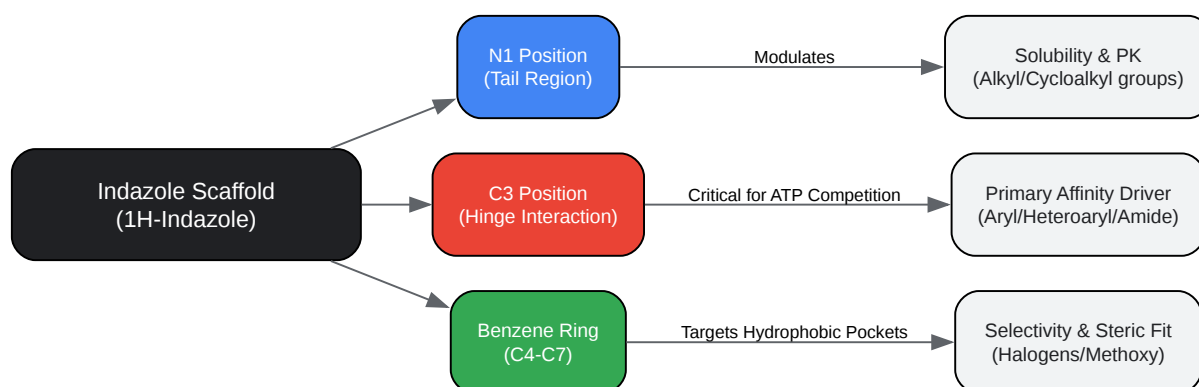 N1 Position
(Tail Region)
Modulates
Solubility & PK
(Alkyl/Cycloalkyl groups)
Indazole Scaffold
(1H-Indazole)
C3 Position
(Hinge Interaction)
Critical for ATP Competition
Primary Affinity Driver
(Aryl/Heteroaryl/Amide)
Benzene Ring
(C4-C7)
Targets Hydrophobic Pockets
Selectivity & Steric Fit
(Halogens/Methoxy)